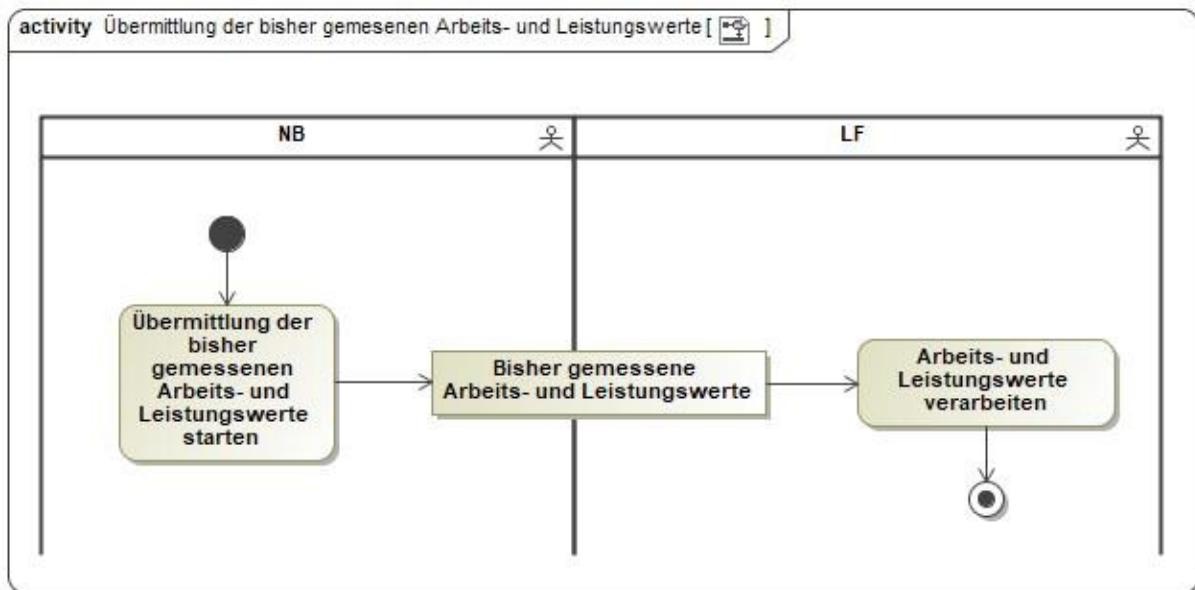 activity Übermittlung der bisher gemesenen Arbeits- und Leistungswerte [ ]
NB
LF
Übermittlung der
bisher
gemessenen
Arbeits- und
Leistungswerte
starten
Bisher gemessene
Arbeits- und Leistungswerte
Arbeits- und
Leistungswerte
verarbeiten